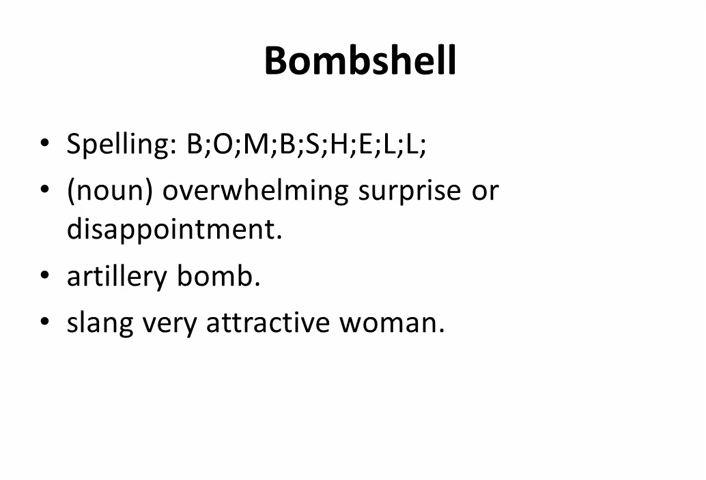 Bombshell
• Spelling: B;O;M;B;S;H;E;L;L;
• (noun) overwhelming surprise or
disappointment.
• artillery bomb.
• slang very attractive woman.